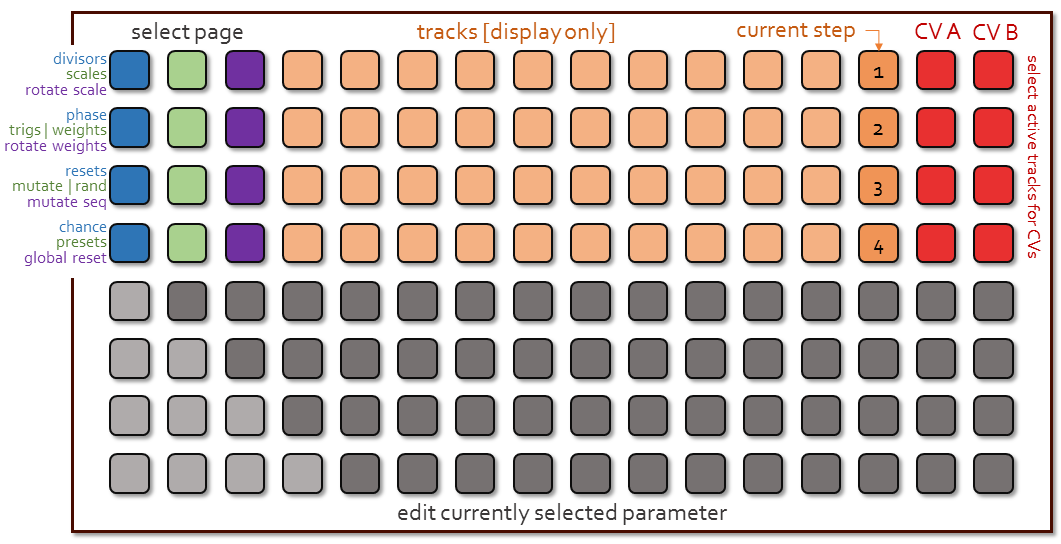 select page
tracks [display only]
current step
CV A
CV B
divisors
scales
rotate scale
1
phase
trigs | weights
rotate weights
2
resets
mutate | rand
mutate seq
3
chance
presets
global reset
4
select active tracks for CVs
edit currently selected parameter